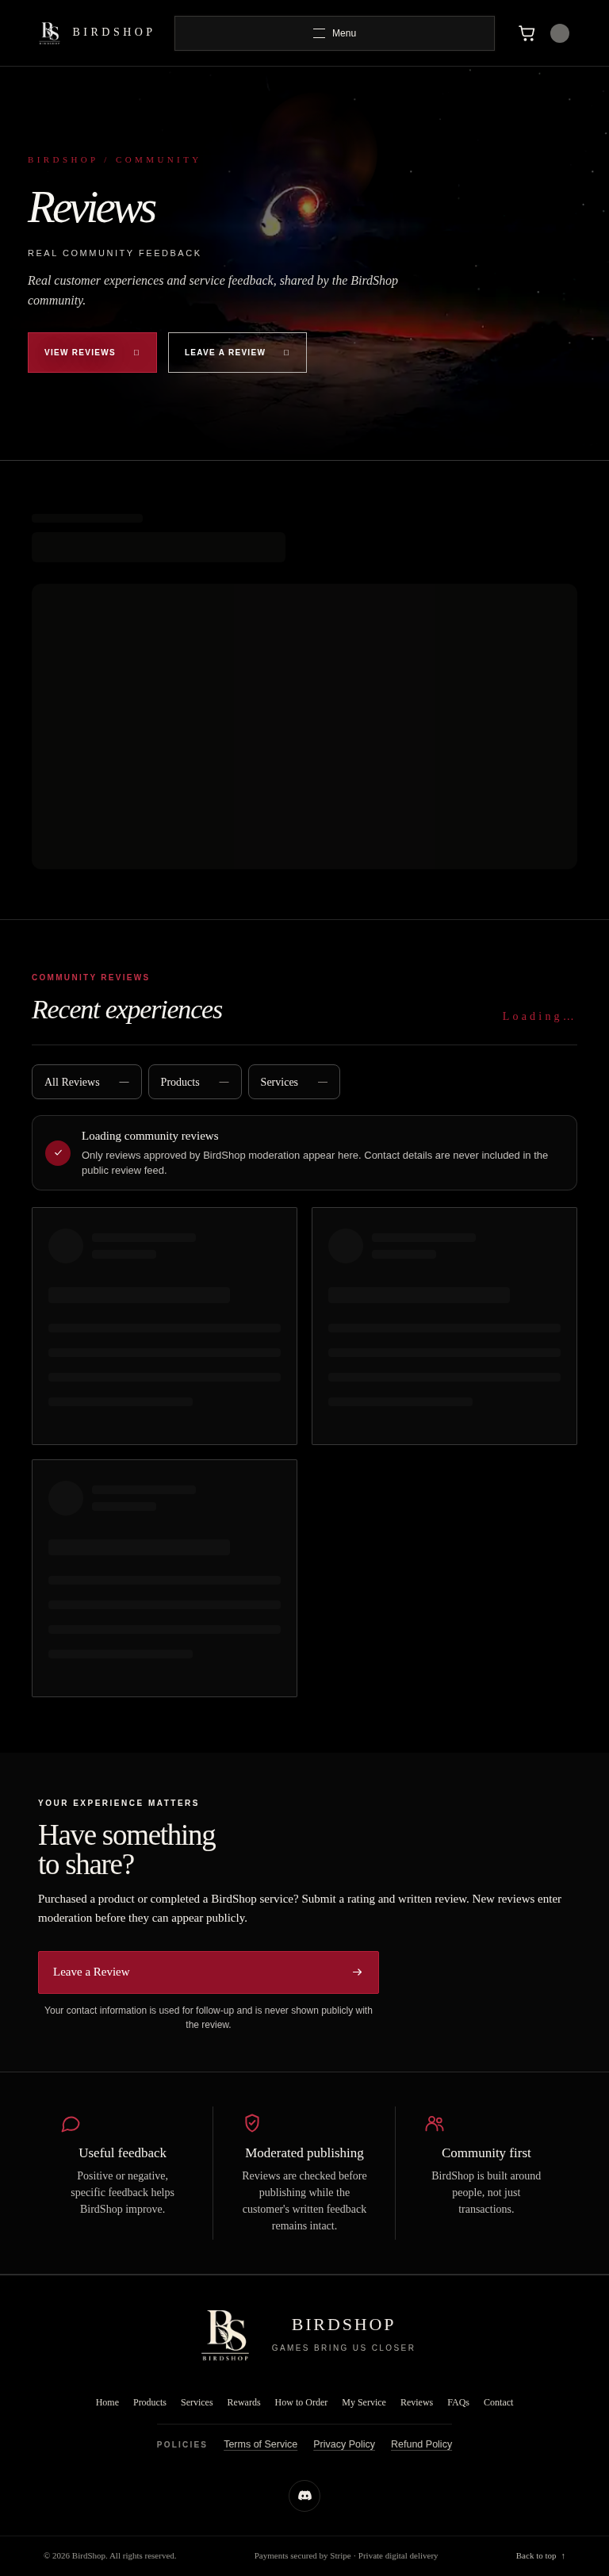 BIRDSHOP
Menu
BIRDSHOP / COMMUNITY
Reviews
REAL COMMUNITY FEEDBACK
Real customer experiences and service feedback, shared by the BirdShop
community.
VIEW REVIEWS
LEAVE A REVIEW
COMMUNITY REVIEWS
Recent experiences
Loading…
All Reviews —
Products —
Services —
Loading community reviews
Only reviews approved by BirdShop moderation appear here. Contact details are never included in the
public review feed.
YOUR EXPERIENCE MATTERS
Have something
to share?
Purchased a product or completed a BirdShop service? Submit a rating and written review. New reviews enter
moderation before they can appear publicly.
Leave a Review →
Your contact information is used for follow-up and is never shown publicly with
the review.
Useful feedback
Positive or negative,
specific feedback helps
BirdShop improve.
Moderated publishing
Reviews are checked before
publishing while the
customer's written feedback
remains intact.
Community first
BirdShop is built around
people, not just
transactions.
BS
BIRDSHOP
BIRDSHOP
GAMES BRING US CLOSER
Home Products Services Rewards How to Order My Service Reviews FAQs Contact
POLICIES Terms of Service Privacy Policy Refund Policy
© 2026 BirdShop. All rights reserved.
Payments secured by Stripe · Private digital delivery
Back to top ↑